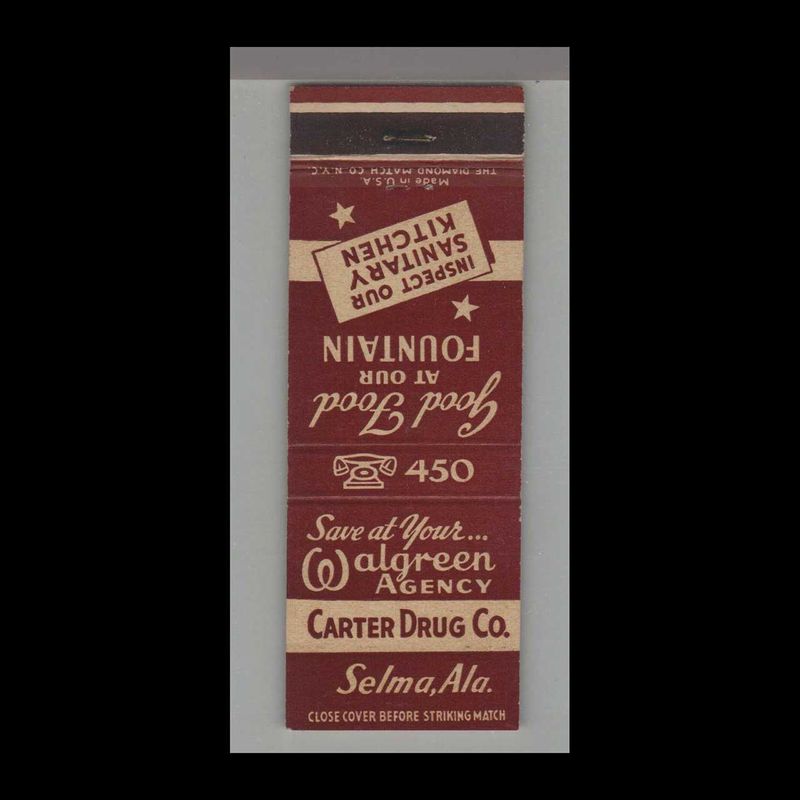 Made in U.S.A.
THE DIAMOND MATCH CO. N.Y.C.
INSPECT OUR
SANITARY
KITCHEN
Good Food
AT OUR
FOUNTAIN
450
Save at Your...
Walgreen
AGENCY
CARTER DRUG CO.
Selma, Ala.
CLOSE COVER BEFORE STRIKING MATCH